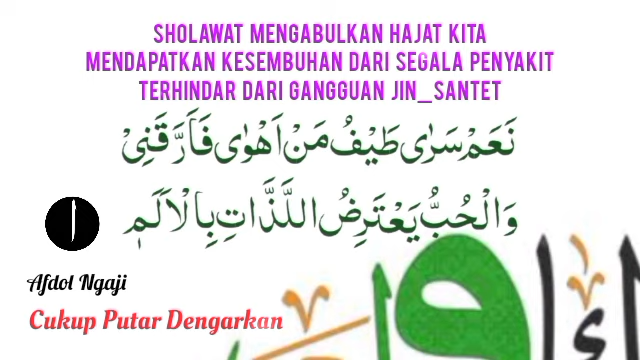 SHOLAWAT MENGABULKAN HAJAT KITA
MENDAPATKAN KESEMBUHAN DARI SEGALA PENYAKIT
TERHINDAR DARI GANGGUAN JIN_SANTET
نَعَمْ سَرٰى طَيْفُ مَنْ اَهْوٰى فَاَرَّقَنِيْ
وَالْحُبُّ يَعْتَرِضُ اللَّذَّاتِ بِالْاَلَمِ
Afdol Ngaji
Cukup Putar Dengarkan